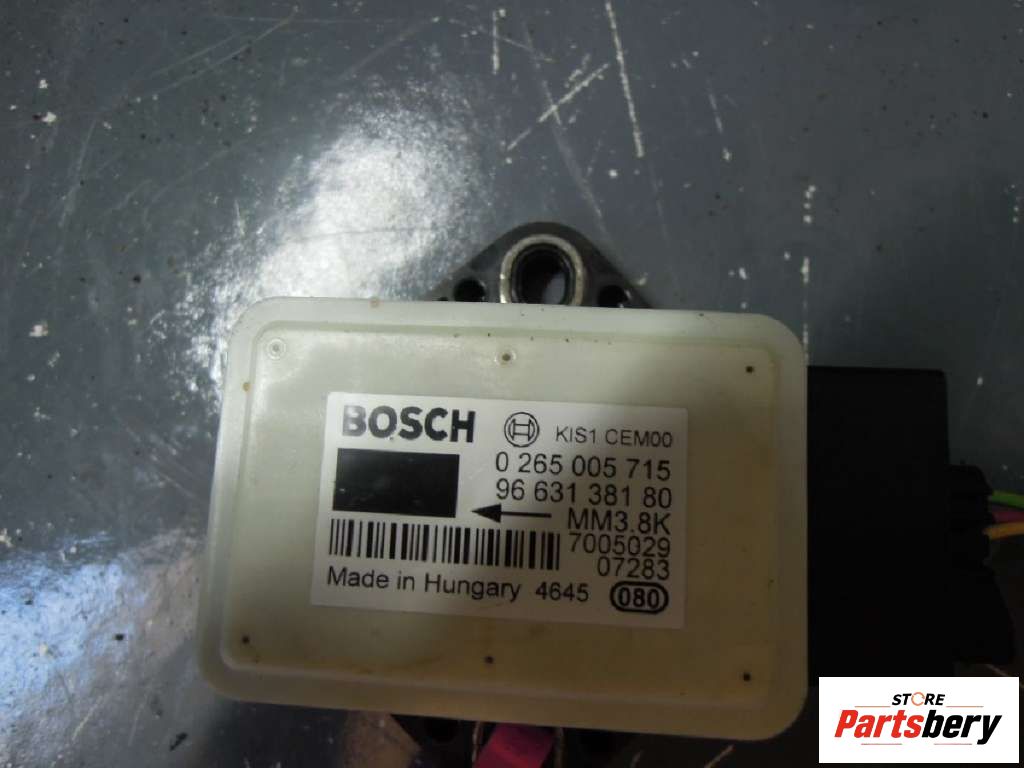 BOSCH KIS1 CEM00
0 265 005 715
96 631 381 80
MM3.8K
7005029
07283
Made in Hungary 4645 080
STORE
Partsbery